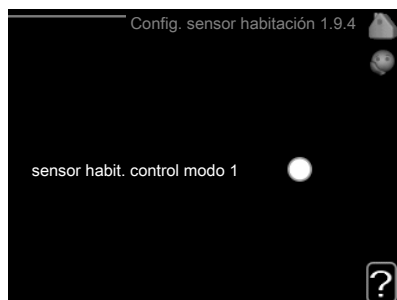 Config. sensor habitación 1.9.4
sensor habit. control modo 1
?